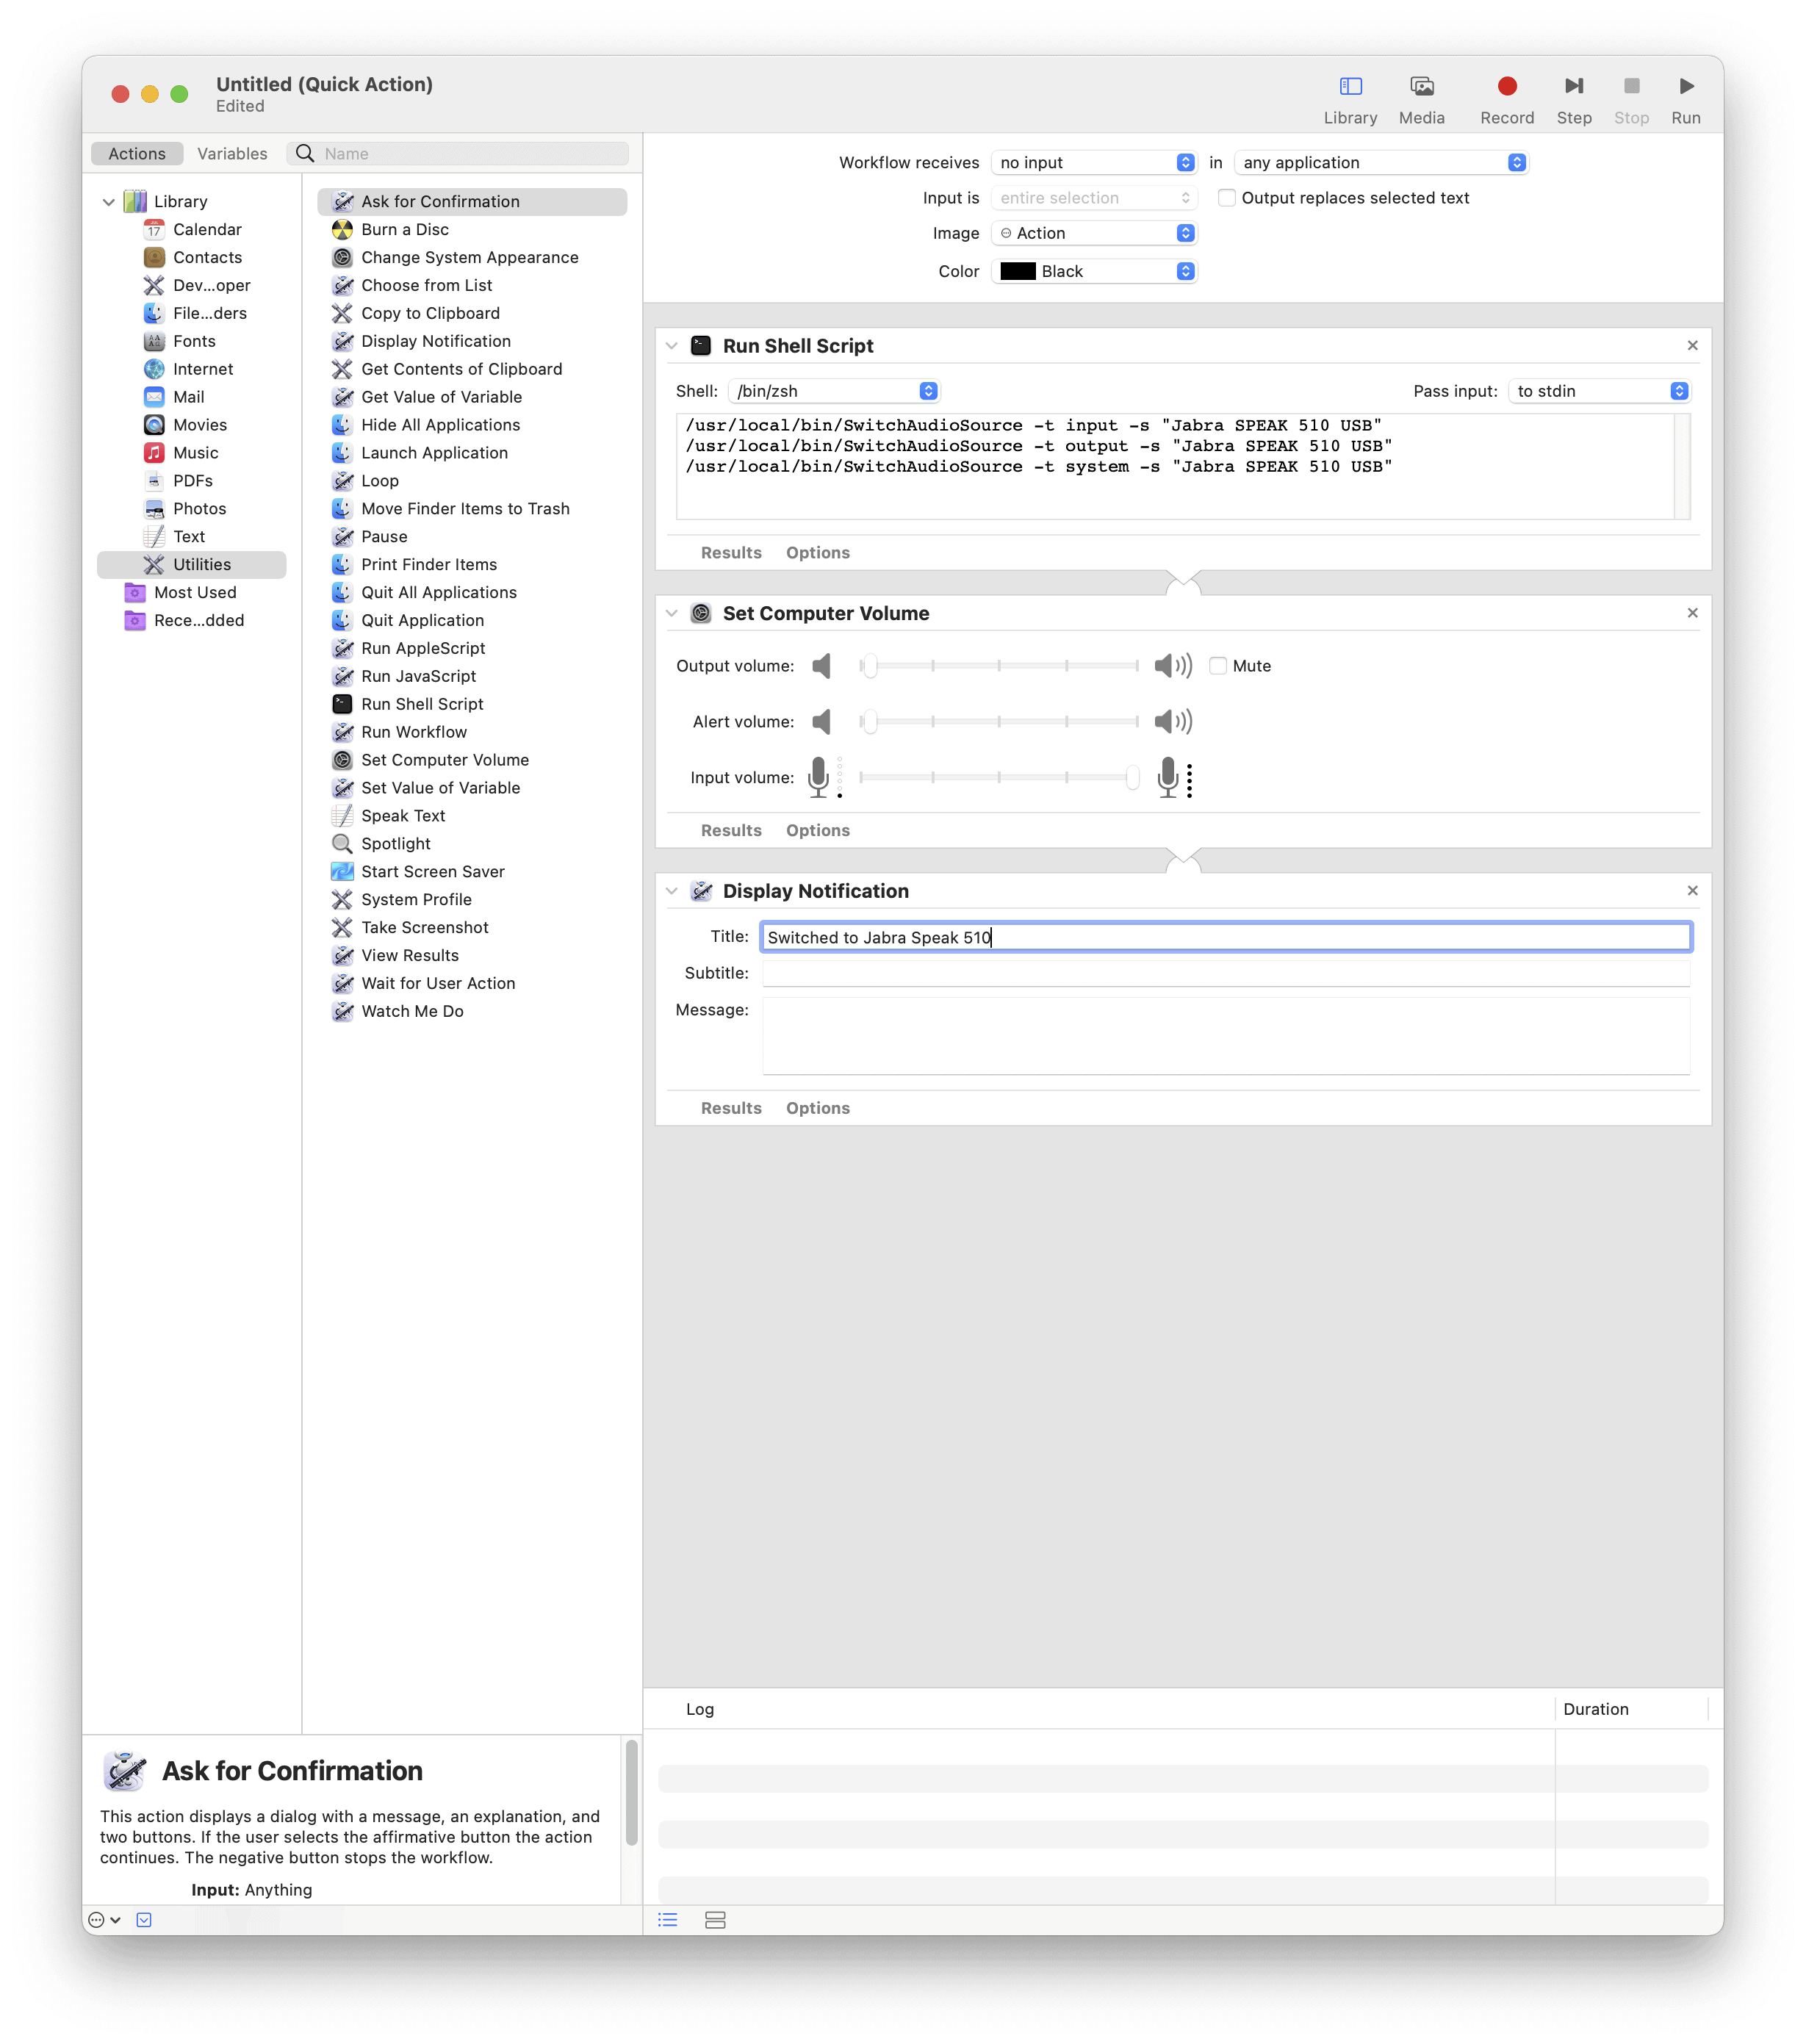 Untitled (Quick Action)
Edited
Library
Media
Record
Step
Stop
Run
Actions
Variables
Name
Library
Calendar
Contacts
Dev...oper
File...ders
Fonts
Internet
Mail
Movies
Music
PDFs
Photos
Text
Utilities
Most Used
Rece...dded
Ask for Confirmation
Burn a Disc
Change System Appearance
Choose from List
Copy to Clipboard
Display Notification
Get Contents of Clipboard
Get Value of Variable
Hide All Applications
Launch Application
Loop
Move Finder Items to Trash
Pause
Print Finder Items
Quit All Applications
Quit Application
Run AppleScript
Run JavaScript
Run Shell Script
Run Workflow
Set Computer Volume
Set Value of Variable
Speak Text
Spotlight
Start Screen Saver
System Profile
Take Screenshot
View Results
Wait for User Action
Watch Me Do
Workflow receives no input in any application
Input is entire selection Output replaces selected text
Image Action
Color Black
Run Shell Script
Shell: /bin/zsh Pass input: to stdin
/usr/local/bin/SwitchAudioSource -t input -s "Jabra SPEAK 510 USB"
/usr/local/bin/SwitchAudioSource -t output -s "Jabra SPEAK 510 USB"
/usr/local/bin/SwitchAudioSource -t system -s "Jabra SPEAK 510 USB"
Results Options
Set Computer Volume
Output volume: Mute
Alert volume:
Input volume:
Results Options
Display Notification
Title: Switched to Jabra Speak 510
Subtitle:
Message:
Results Options
Log Duration
Ask for Confirmation
This action displays a dialog with a message, an explanation, and
two buttons. If the user selects the affirmative button the action
continues. The negative button stops the workflow.
Input: Anything